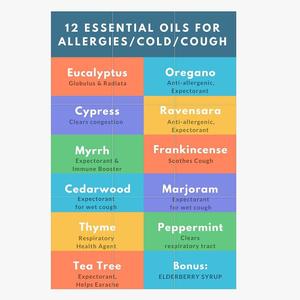 12 ESSENTIAL OILS FOR
ALLERGIES/COLD/COUGH
Eucalyptus
Globulus & Radiata
Oregano
Anti-allergenic,
Expectorant
Cypress
Clears congestion
Ravensara
Anti-allergenic,
Expectorant
Myrrh
Expectorant &
Immune Booster
Frankincense
Soothes Cough
Cedarwood
Expectorant
for wet cough
Marjoram
Expectorant
for wet cough
Thyme
Respiratory
Health Agent
Peppermint
Clears
respiratory tract
Tea Tree
Expectorant,
Helps Earache
Bonus:
ELDERBERRY SYRUP